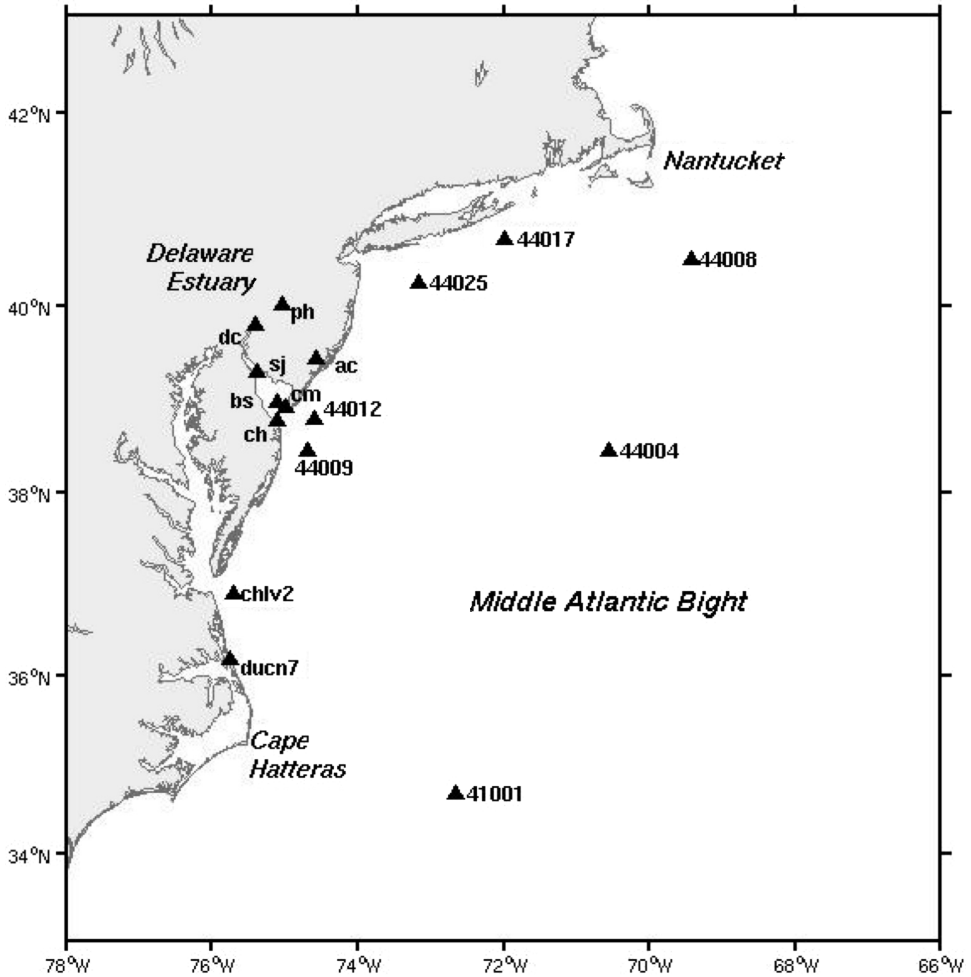 42°N
Nantucket
44017
Delaware
Estuary
44008
44025
40°N
ph
dc
sj
ac
bs
cm
44012
ch
44009
44004
38°N
chlv2
Middle Atlantic Bight
ducn7
36°N
Cape
Hatteras
41001
34°N
78°W 76°W 74°W 72°W 70°W 68°W 66°W